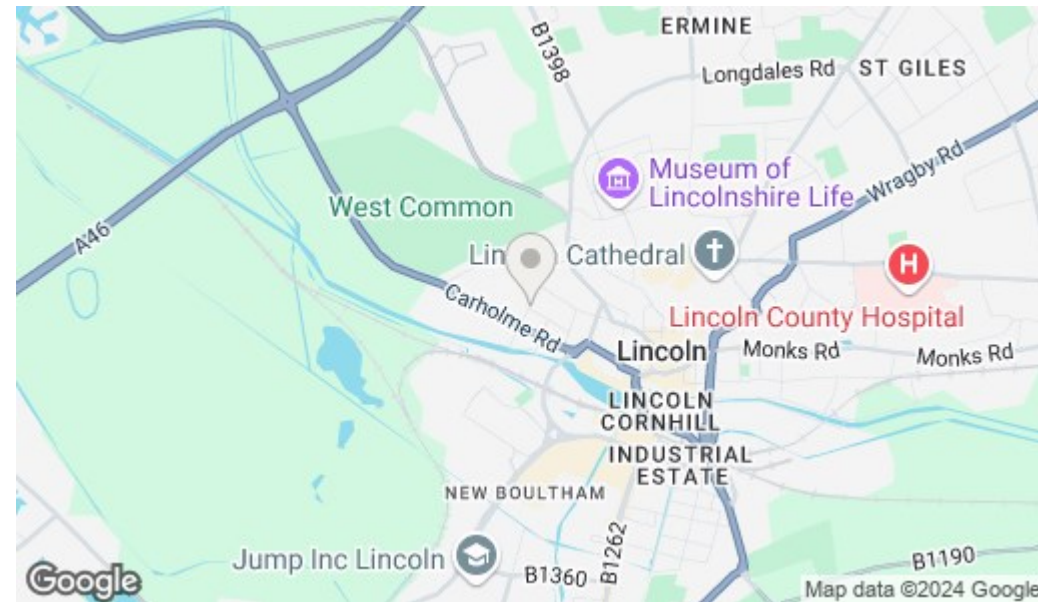 ERMINE
B1398
Longdales Rd
ST GILES
Museum of
Lincolnshire Life
Wragby Rd
West Common
A46
Lin
Cathedral
H
Carholme Rd
Lincoln County Hospital
Lincoln
Monks Rd
Monks Rd
LINCOLN
CORNHILL
INDUSTRIAL
ESTATE
NEW BOULTHAM
B1262
Jump Inc Lincoln
B1360
B1190
Google
Map data ©2024 Google